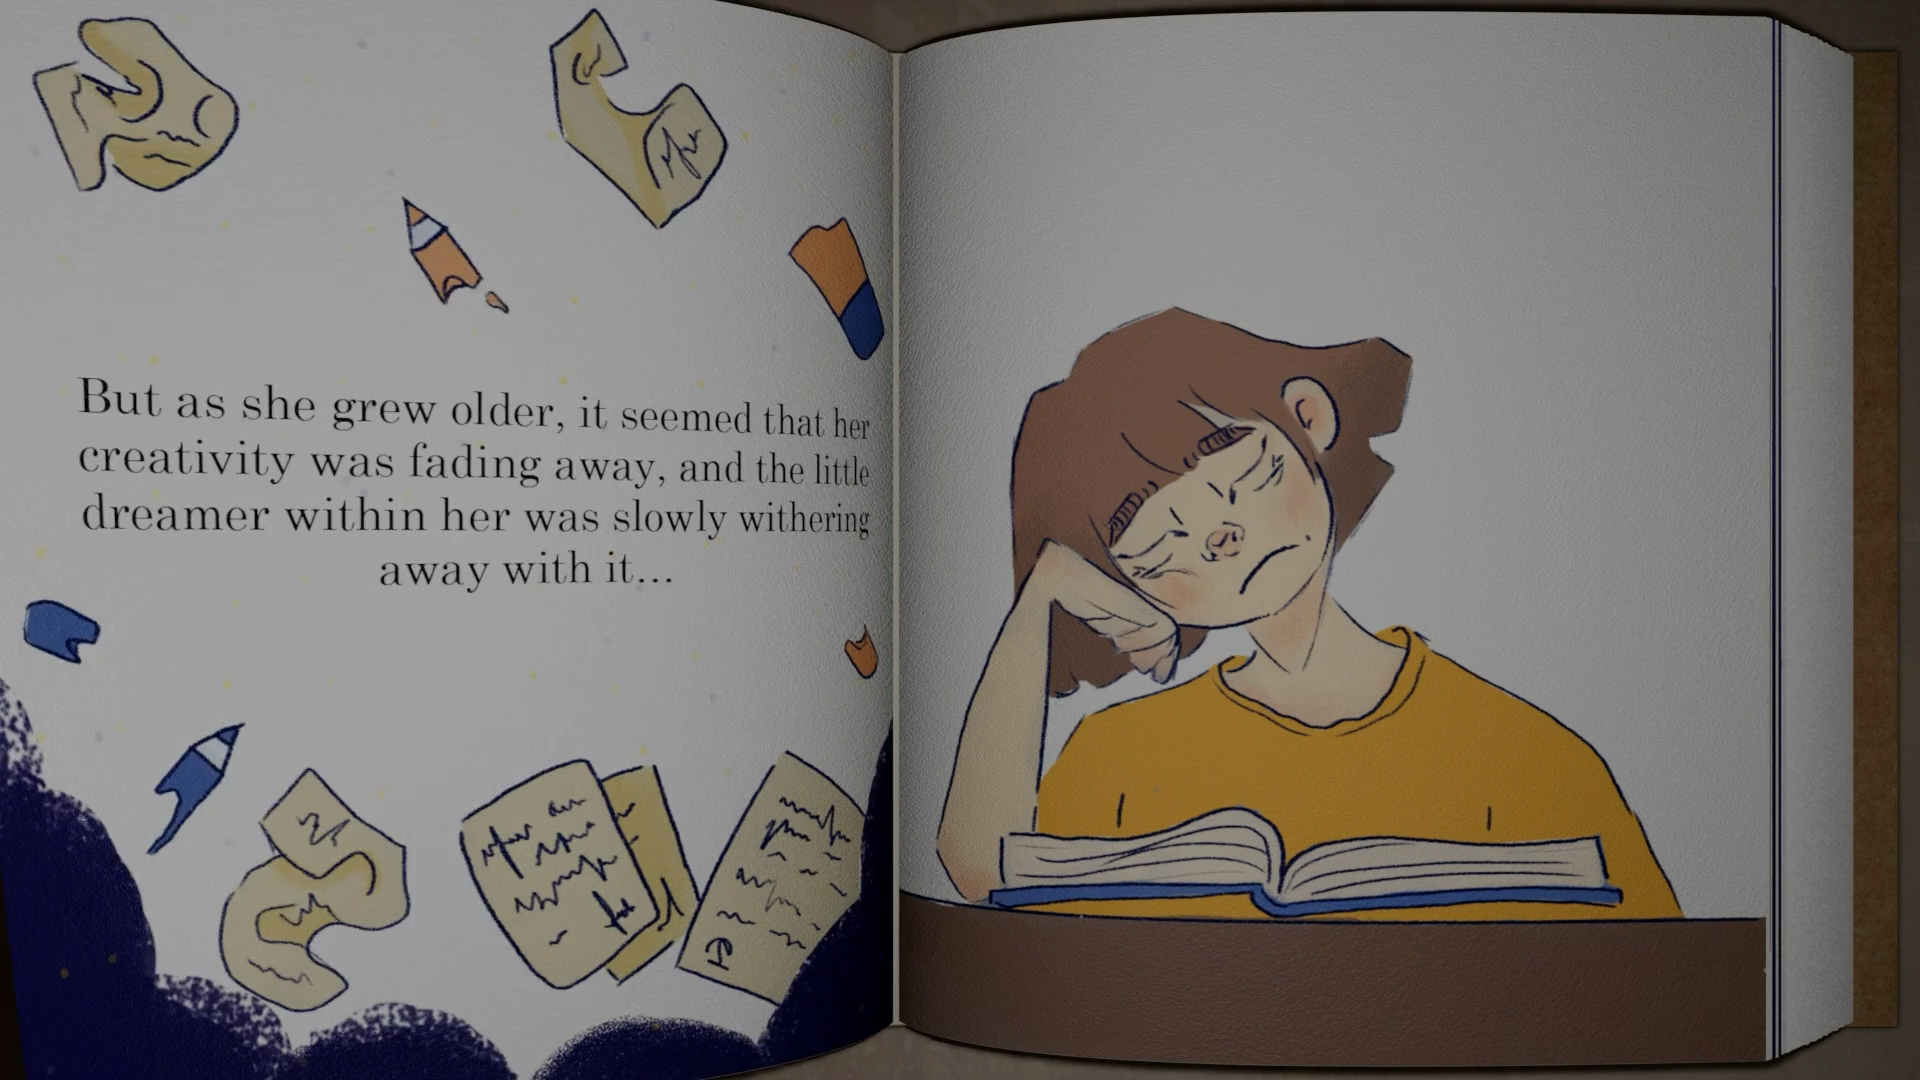 But as she grew older, it seemed that her
creativity was fading away, and the little
dreamer within her was slowly withering
away with it...